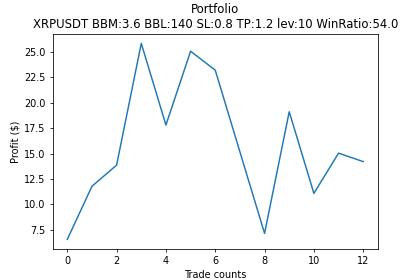 Portfolio
XRPUSDT BBM:3.6 BBL:140 SL:0.8 TP:1.2 lev:10 WinRatio:54.0
25.0
22.5
20.0
17.5
15.0
12.5
10.0
7.5
Profit ($)
0 2 4 6 8 10 12
Trade counts